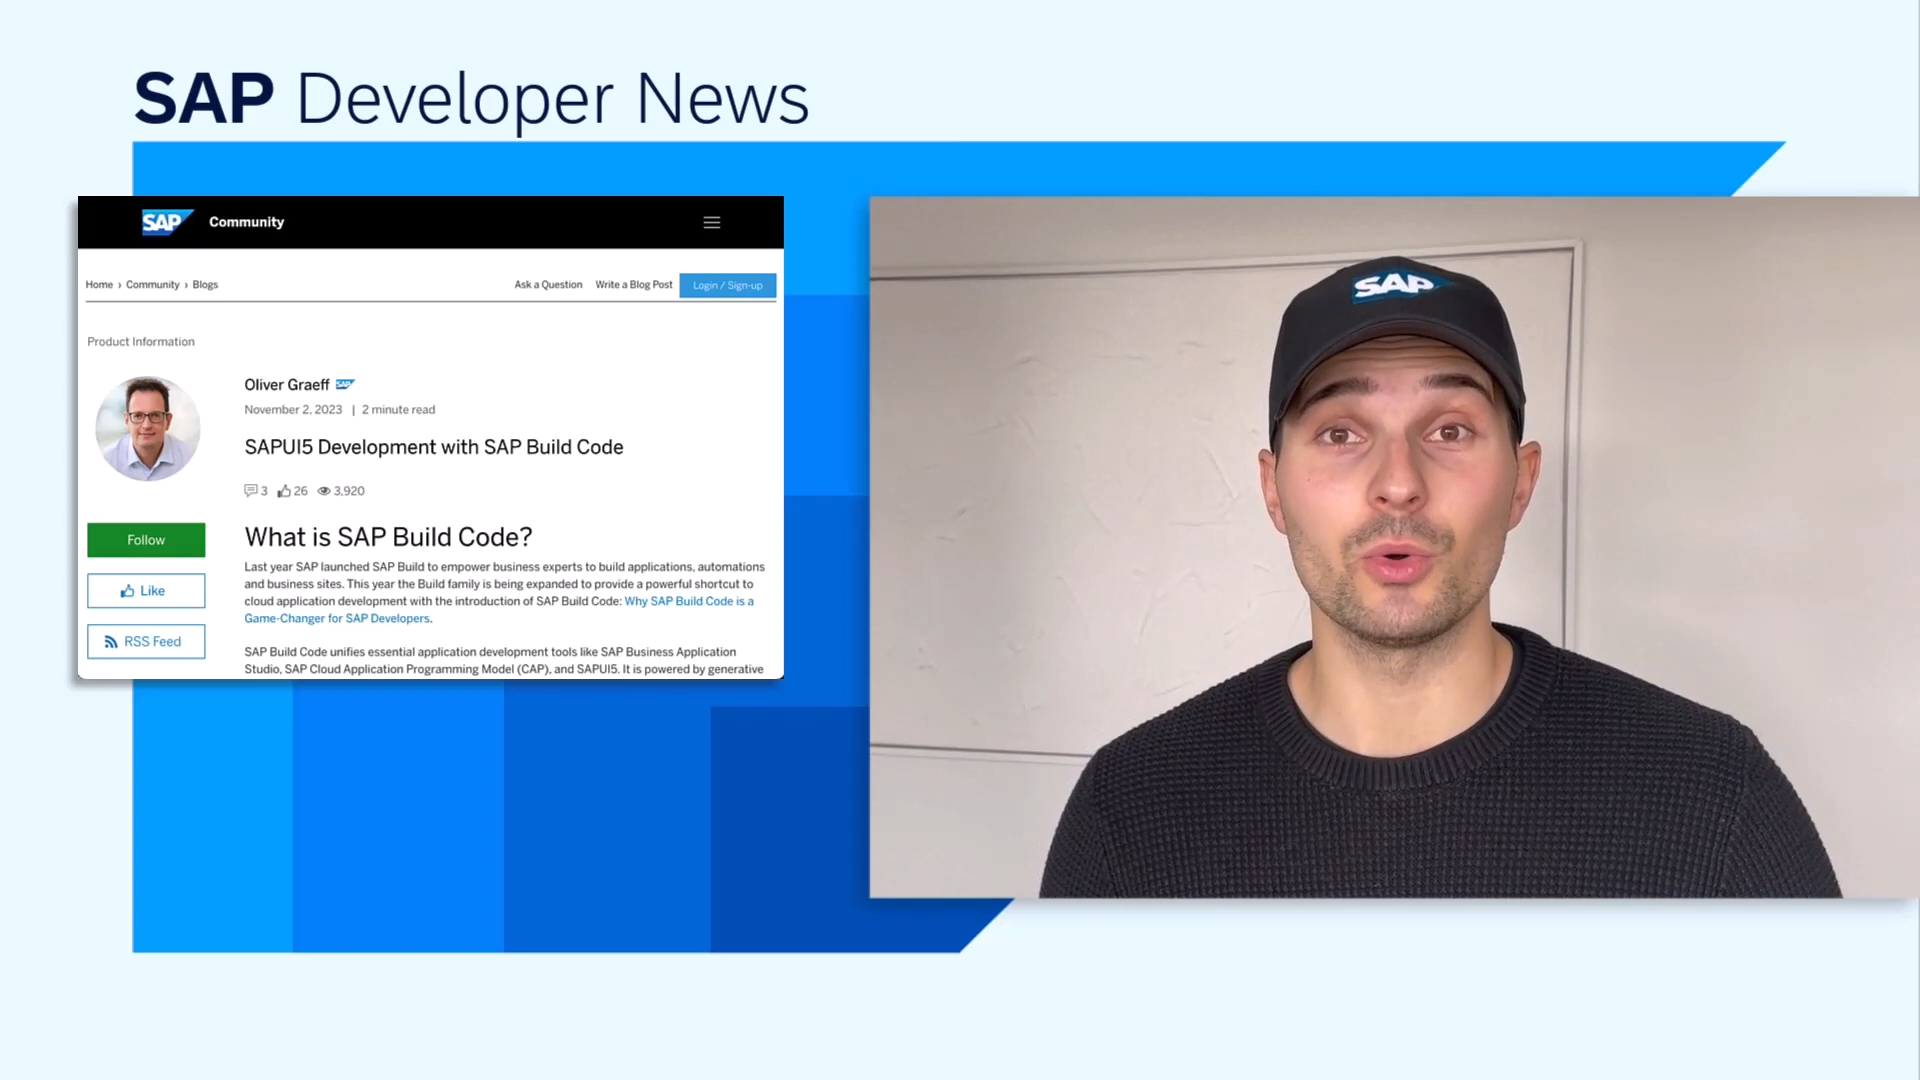 SAP Developer News
SAP Community
Home › Community › Blogs
Ask a Question Write a Blog Post Login / Sign-up
Product Information
Oliver Graeff SAP
November 2, 2023 | 2 minute read
SAPUI5 Development with SAP Build Code
3 26 3,920
Follow
Like
RSS Feed
What is SAP Build Code?
Last year SAP launched SAP Build to empower business experts to build applications, automations
and business sites. This year the Build family is being expanded to provide a powerful shortcut to
cloud application development with the introduction of SAP Build Code: Why SAP Build Code is a
Game-Changer for SAP Developers.
SAP Build Code unifies essential application development tools like SAP Business Application
Studio, SAP Cloud Application Programming Model (CAP), and SAPUI5. It is powered by generative
SAP